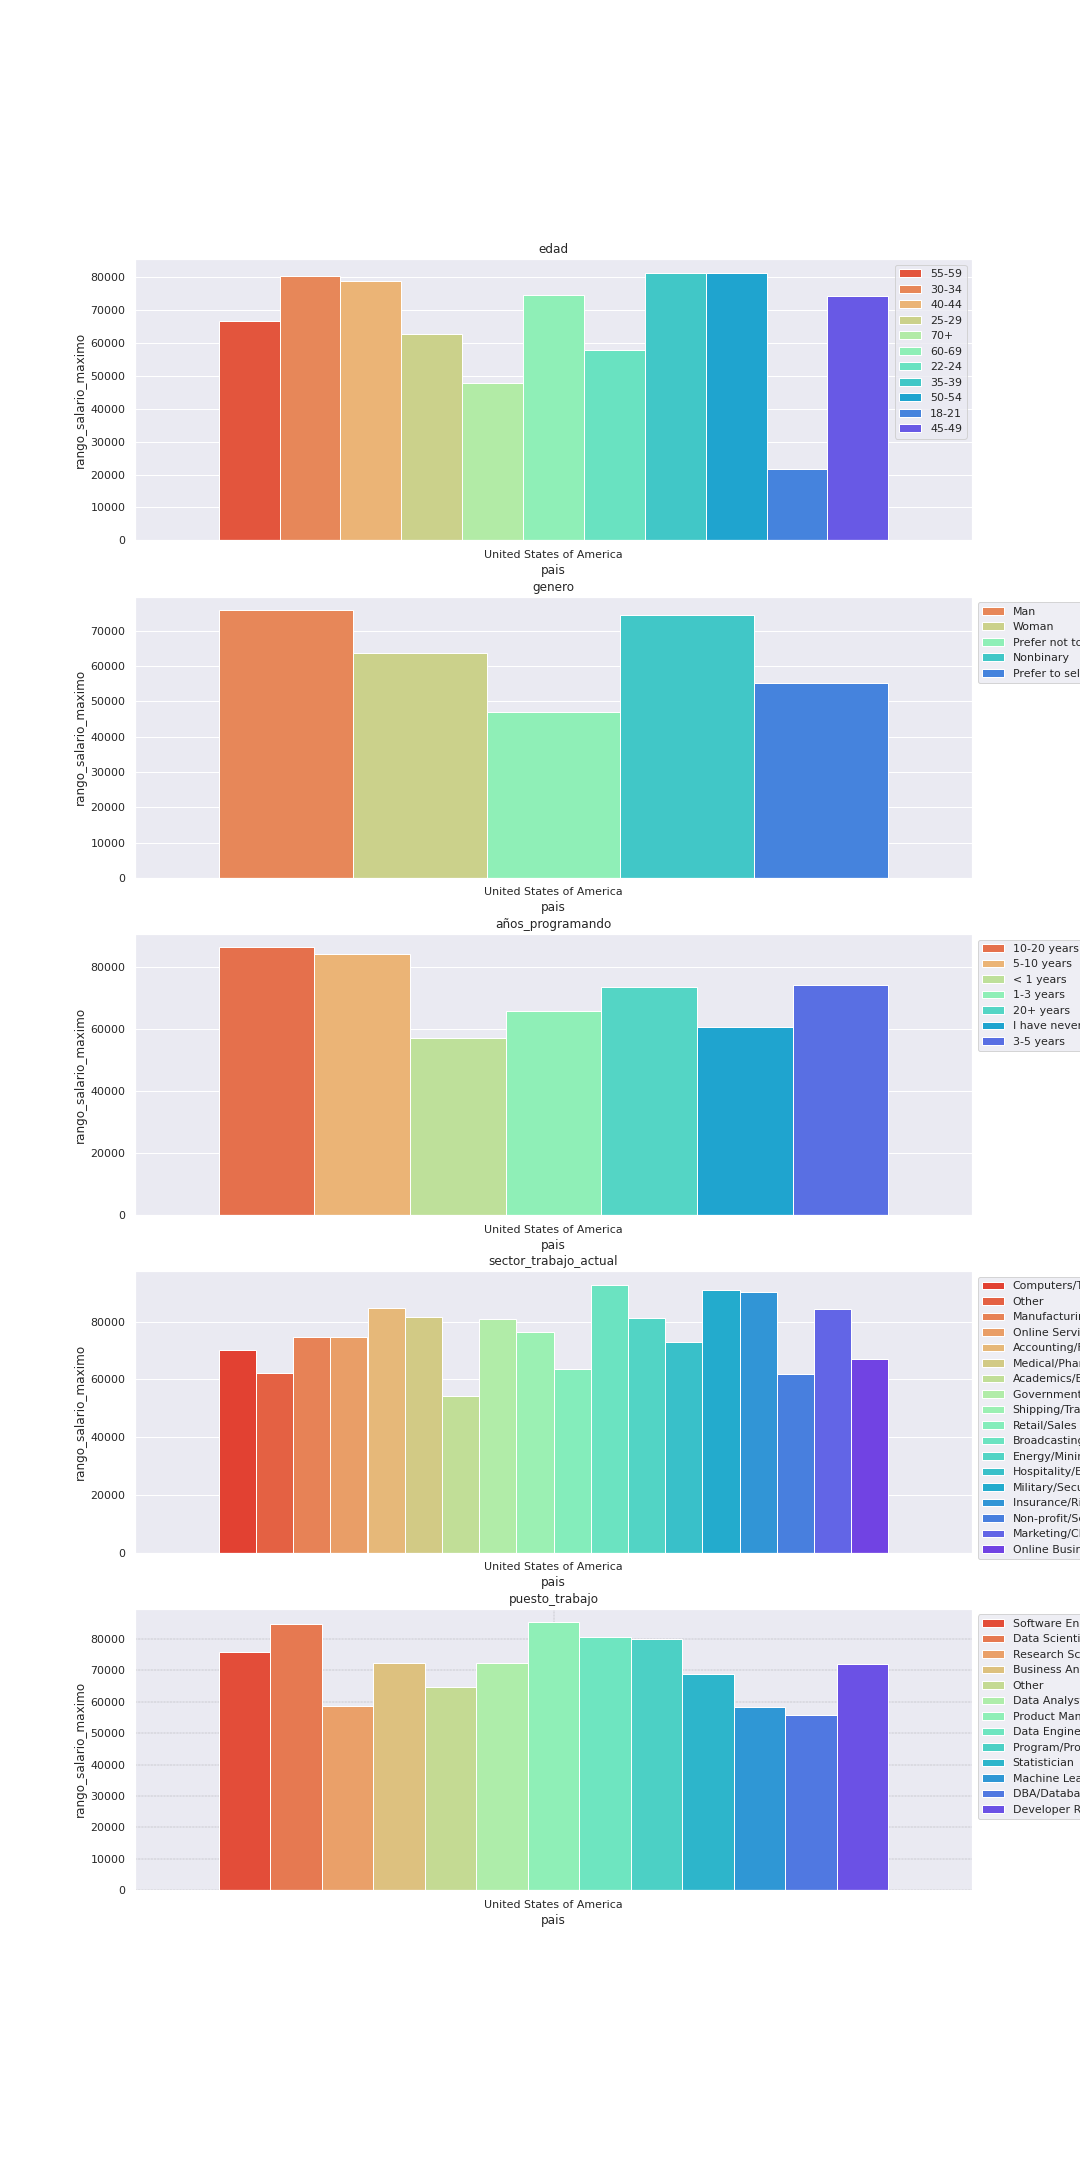 edad
rango_salario_maximo
80000
70000
60000
50000
40000
30000
20000
10000
0
55-59
30-34
40-44
25-29
70+
60-69
22-24
35-39
50-54
18-21
45-49
United States of America
pais
genero
rango_salario_maximo
70000
60000
50000
40000
30000
20000
10000
0
Man
Woman
Prefer not to
Nonbinary
Prefer to sel
United States of America
pais
años_programando
rango_salario_maximo
80000
60000
40000
20000
0
10-20 years
5-10 years
< 1 years
1-3 years
20+ years
I have never
3-5 years
United States of America
pais
sector_trabajo_actual
rango_salario_maximo
80000
60000
40000
20000
0
Computers/T
Other
Manufacturin
Online Servi
Accounting/F
Medical/Phar
Academics/E
Government
Shipping/Tra
Retail/Sales
Broadcasting
Energy/Minin
Hospitality/E
Military/Secu
Insurance/Ri
Non-profit/Se
Marketing/C
Online Busin
United States of America
pais
puesto_trabajo
rango_salario_maximo
80000
70000
60000
50000
40000
30000
20000
10000
0
Software En
Data Scienti
Research Sc
Business An
Other
Data Analys
Product Man
Data Engine
Program/Pro
Statistician
Machine Lea
DBA/Databa
Developer R
United States of America
pais